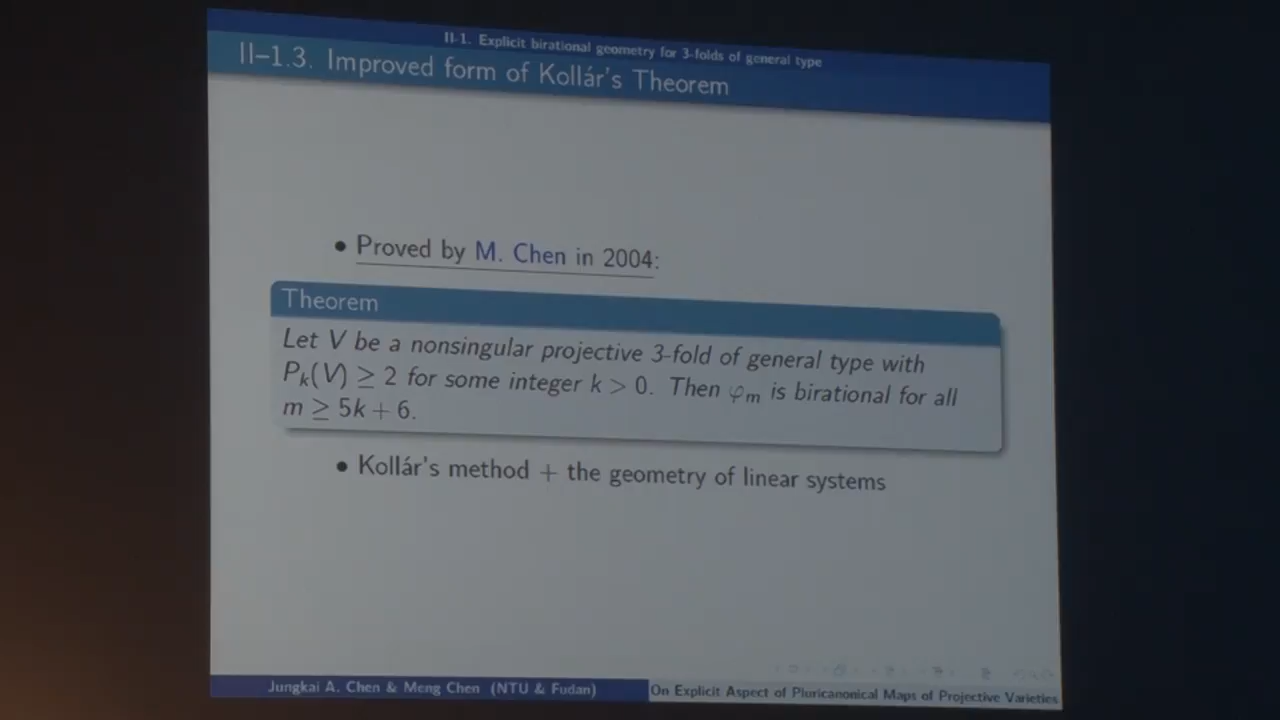 II-1. Explicit birational geometry for 3-folds of general type
II–1.3. Improved form of Kollár's Theorem
• Proved by M. Chen in 2004:
Theorem
Let V be a nonsingular projective 3-fold of general type with
Pₖ(V) ≥ 2 for some integer k > 0. Then φₘ is birational for all
m ≥ 5k + 6.
• Kollár's method + the geometry of linear systems
Jungkai A. Chen & Meng Chen (NTU & Fudan)
On Explicit Aspect of Pluricanonical Maps of Projective Varieties